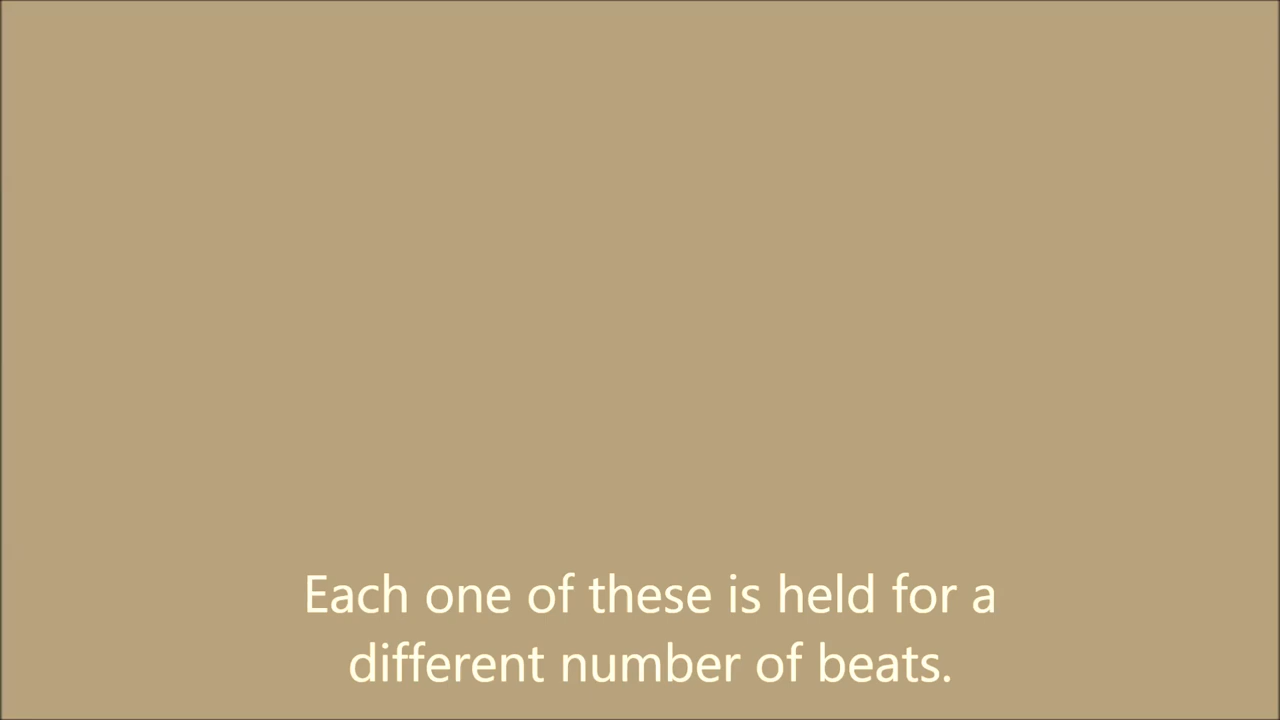 Each one of these is held for a
different number of beats.